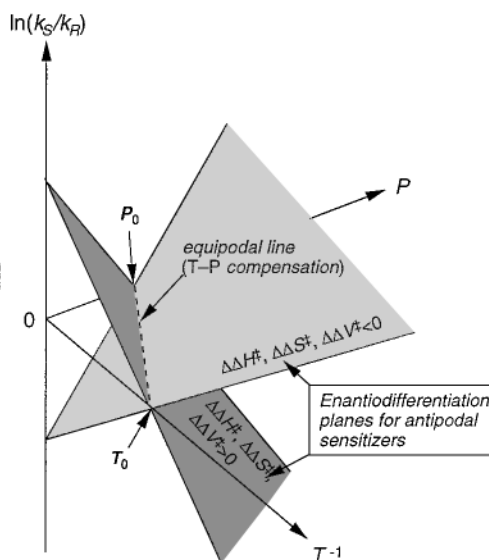 ln(kS/kR)
P
P0
equipodal line
(T–P compensation)
0
ΔΔH‡, ΔΔS‡, ΔΔV‡<0
Enantiodifferentiation
planes for antipodal
sensitizers
ΔΔH‡, ΔΔS‡,
ΔΔV‡>0
T0
T-1